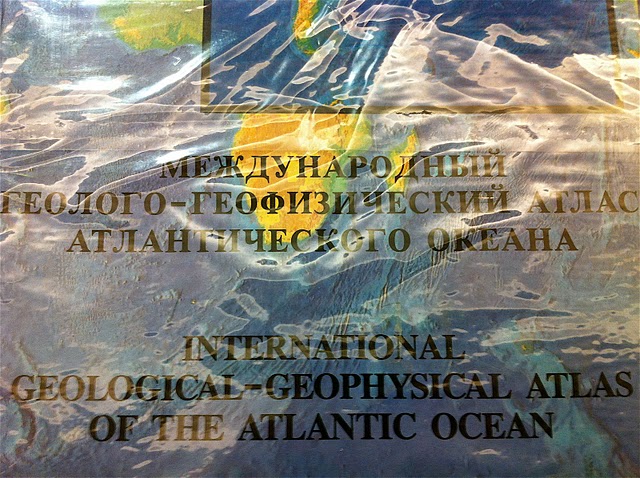 МЕЖДУНАРОДНЫЙ
ГЕОЛОГО-ГЕОФИЗИЧЕСКИЙ АТЛАС
АТЛАНТИЧЕСКОГО ОКЕАНА
INTERNATIONAL
GEOLOGICAL-GEOPHYSICAL ATLAS
OF THE ATLANTIC OCEAN